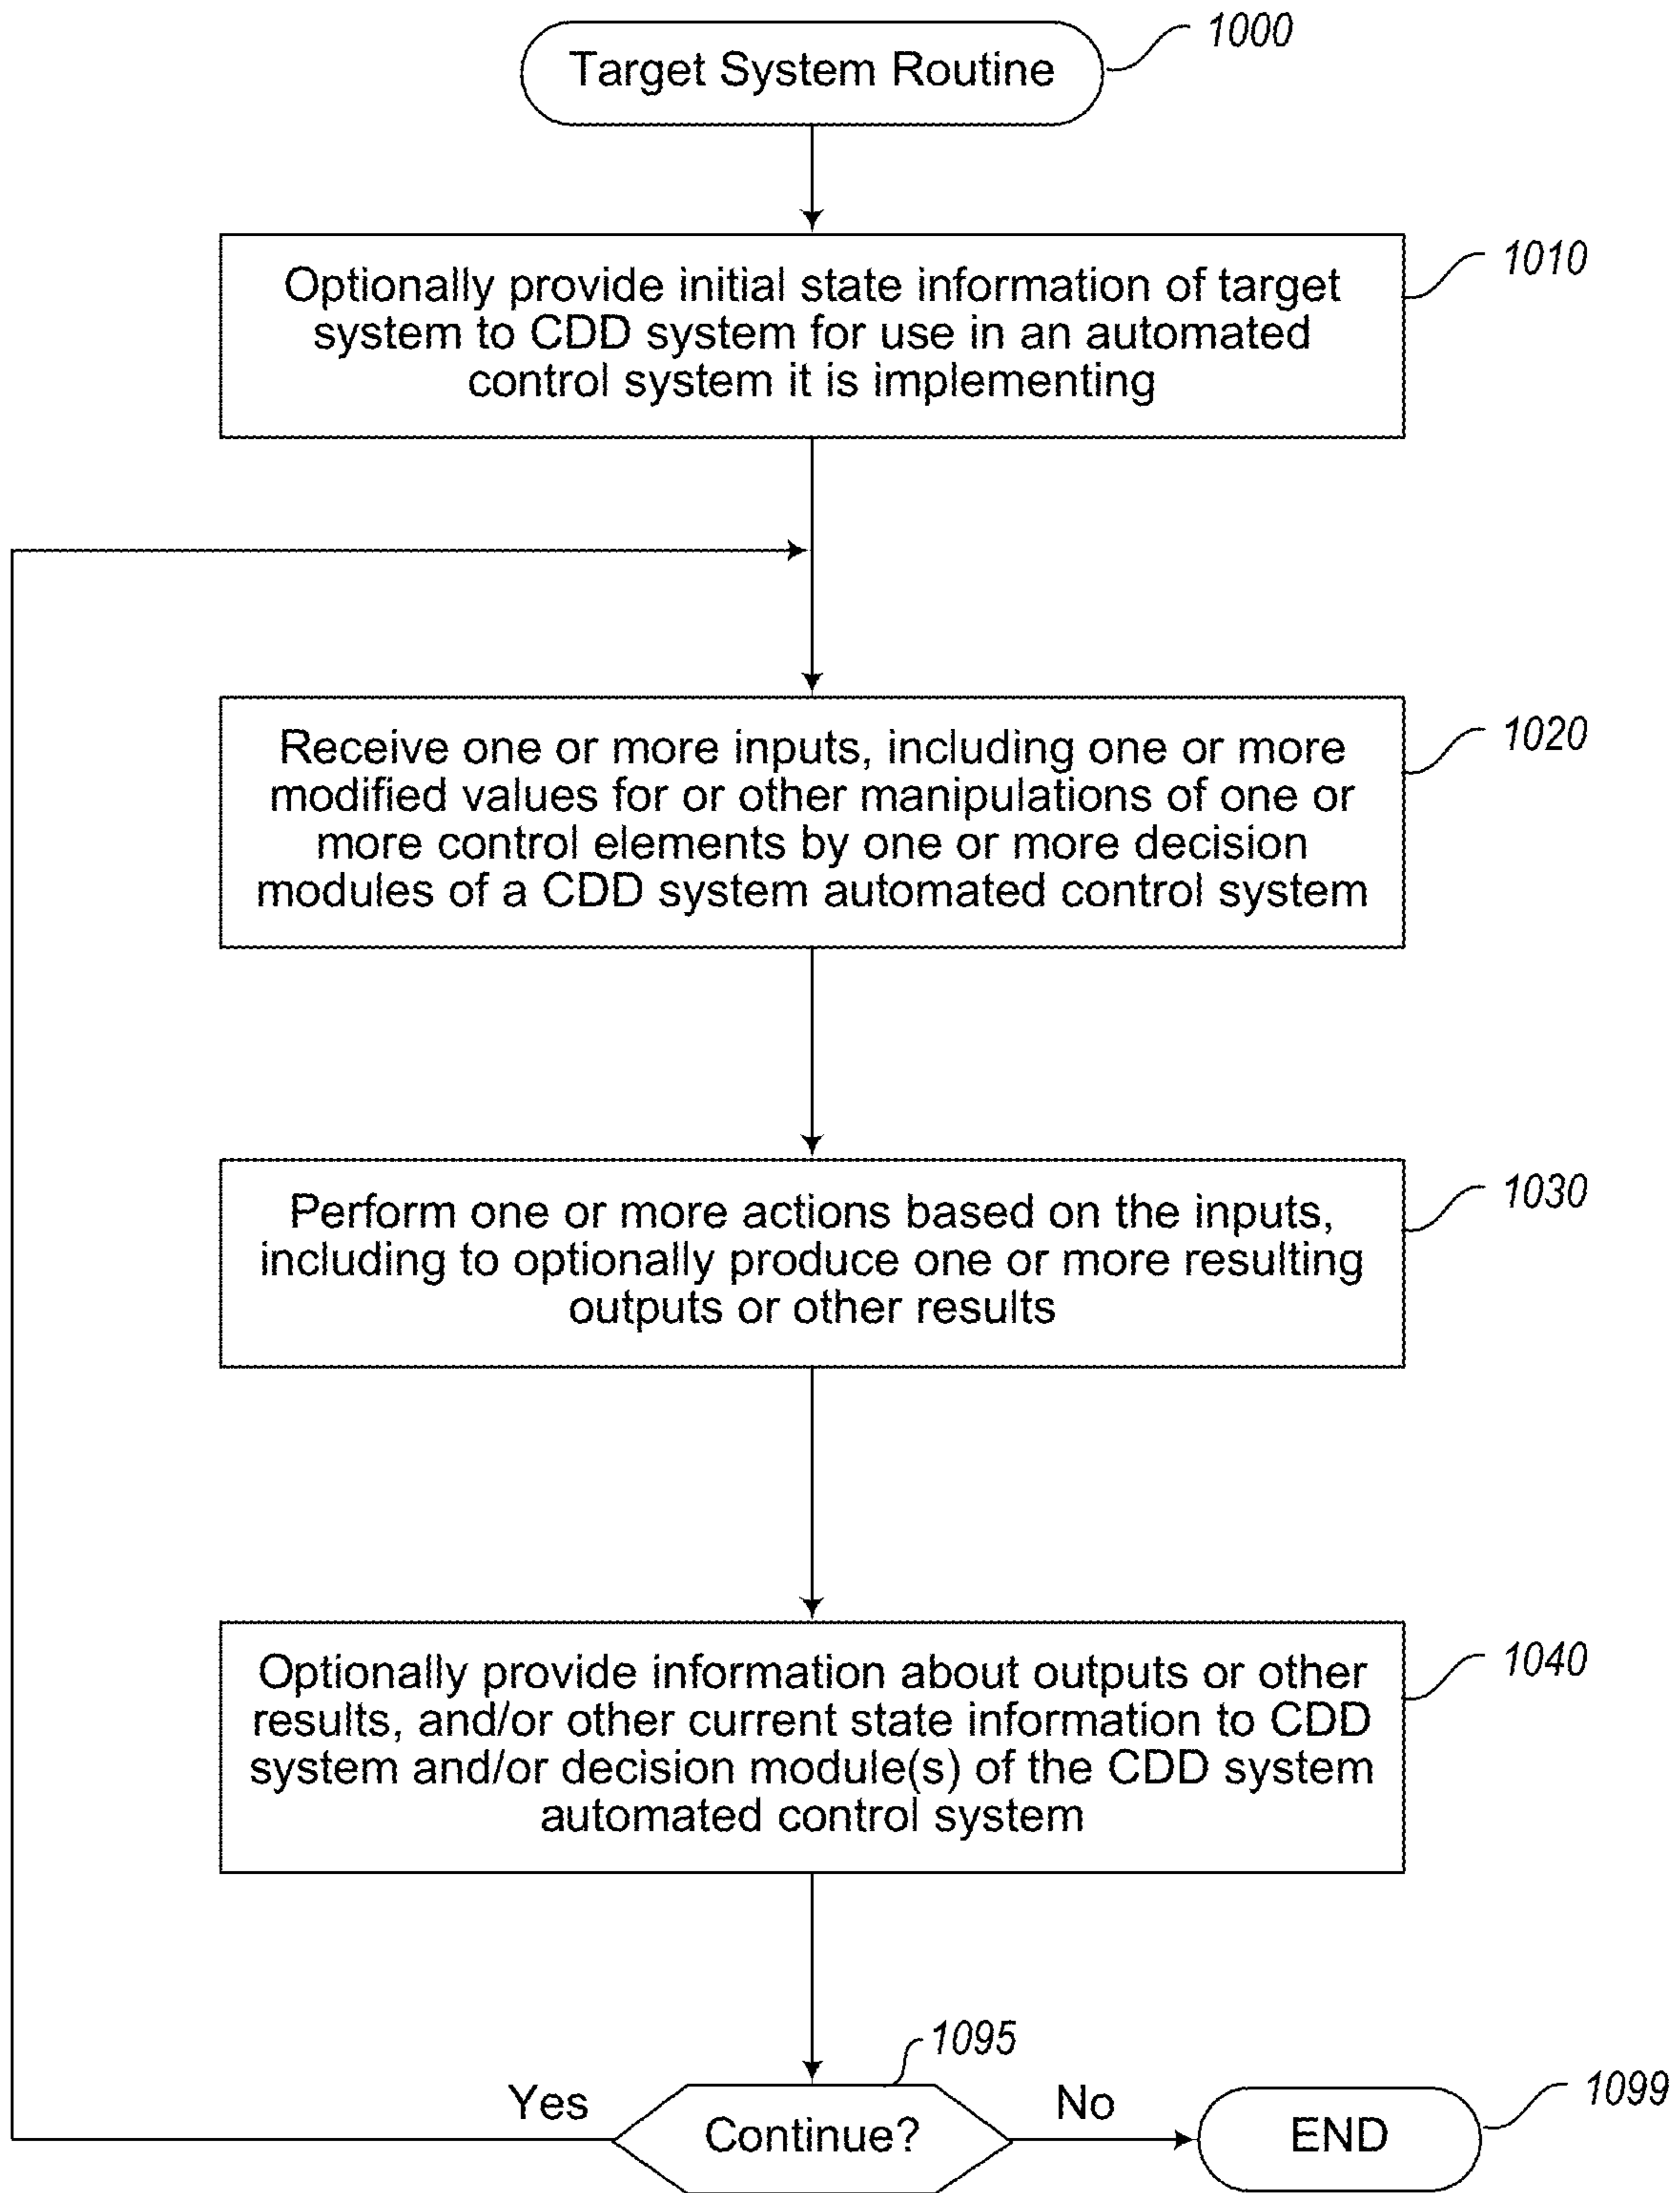 1000
Target System Routine
1010
Optionally provide initial state information of target
system to CDD system for use in an automated
control system it is implementing
1020
Receive one or more inputs, including one or more
modified values for or other manipulations of one or
more control elements by one or more decision
modules of a CDD system automated control system
1030
Perform one or more actions based on the inputs,
including to optionally produce one or more resulting
outputs or other results
1040
Optionally provide information about outputs or other
results, and/or other current state information to CDD
system and/or decision module(s) of the CDD system
automated control system
1095
Yes
Continue?
No
END
1099